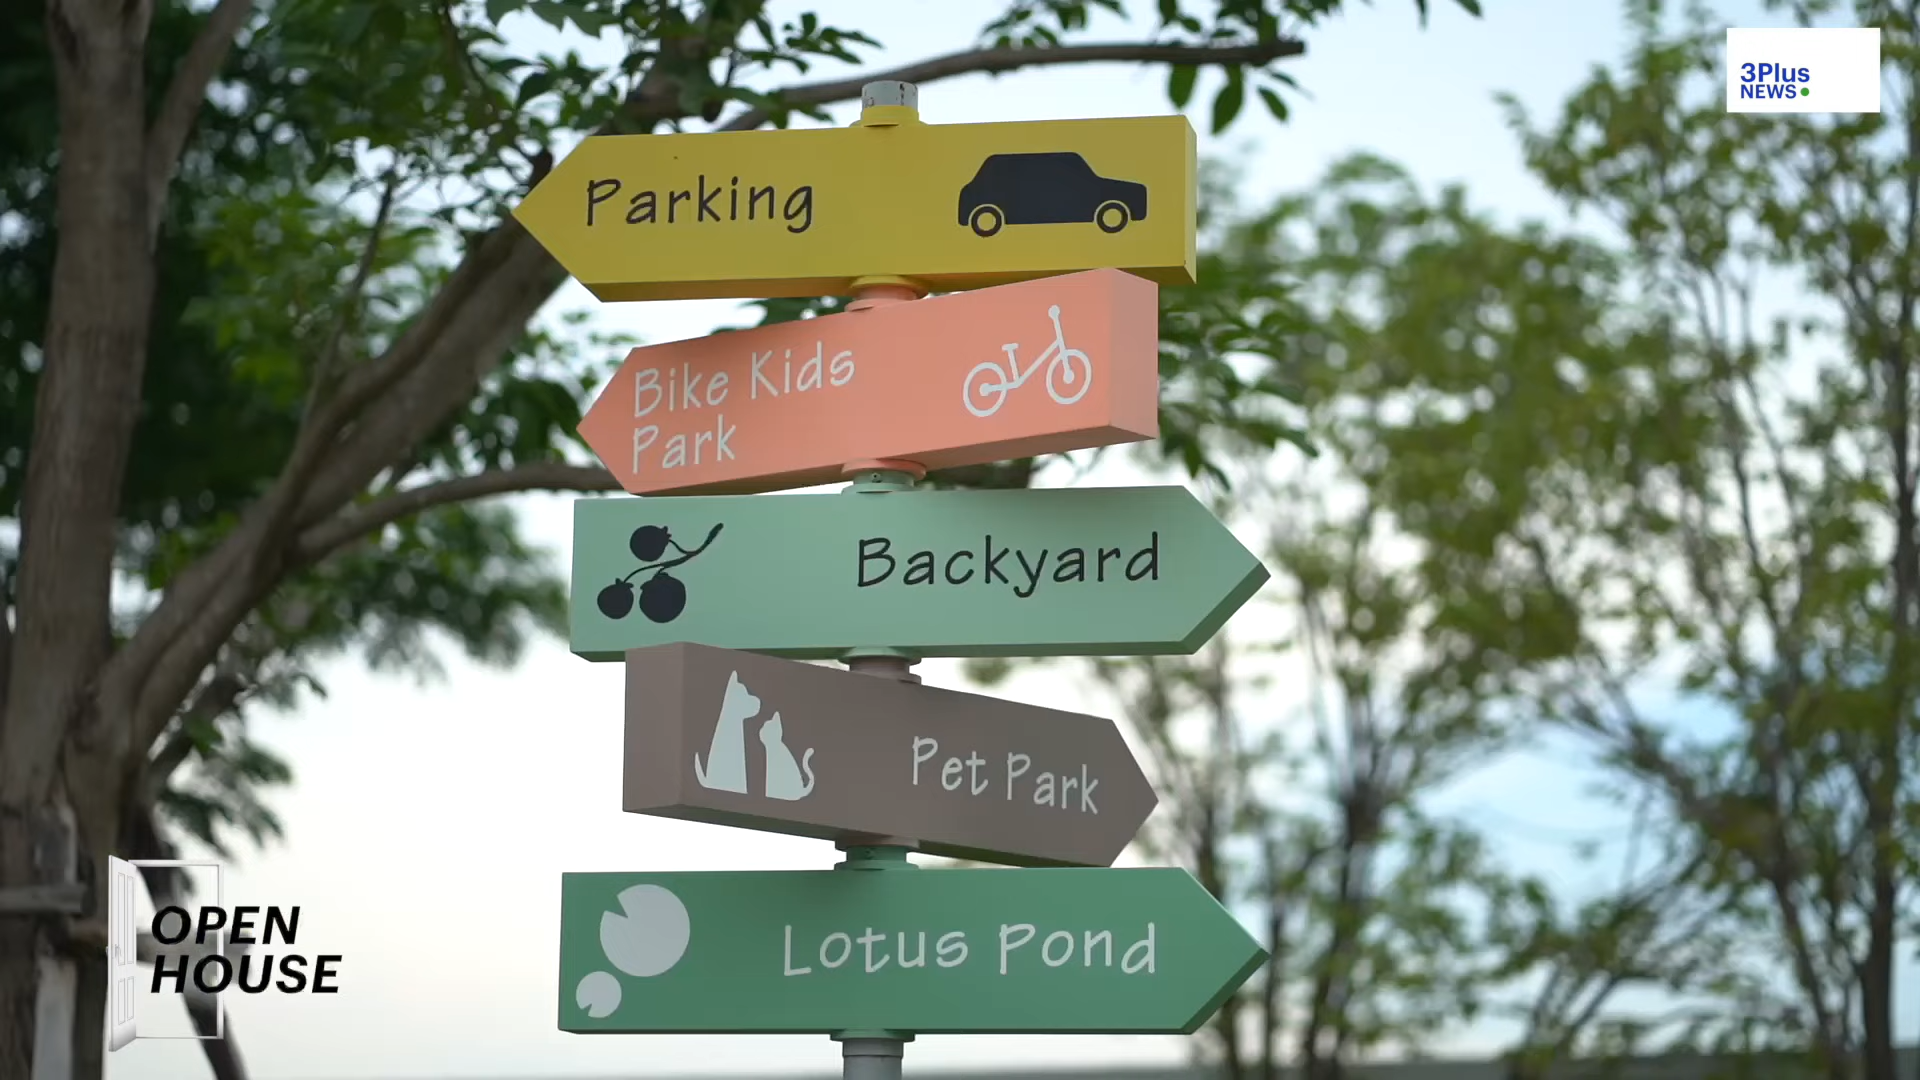 3Plus
NEWS
Parking
Bike Kids
Park
Backyard
Pet Park
Lotus Pond
OPEN
HOUSE